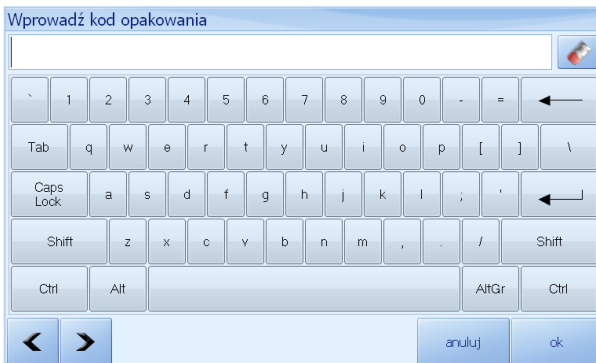 Wprowadź kod opakowania
` 1 2 3 4 5 6 7 8 9 0 - =
Tab q w e r t y u i o p [ ] \
Caps Lock a s d f g h j k l ; '
Shift z x c v b n m , . / Shift
Ctrl Alt AltGr Ctrl
anuluj ok